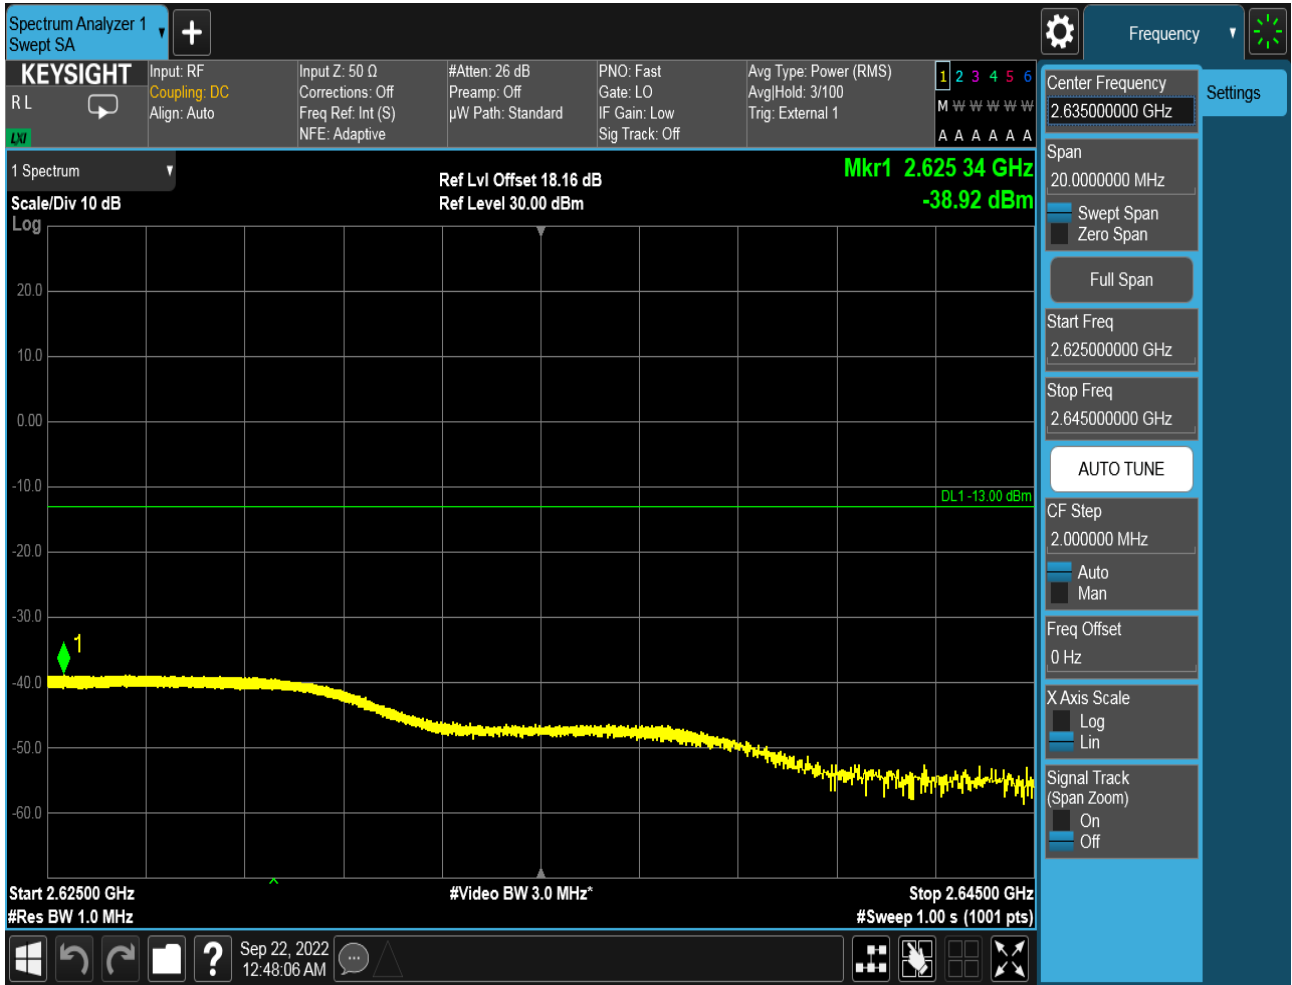 Spectrum Analyzer 1
Swept SA
Frequency
KEYSIGHT
R L
LXI
Input: RF
Coupling: DC
Align: Auto
Input Z: 50 Ω
Corrections: Off
Freq Ref: Int (S)
NFE: Adaptive
#Atten: 26 dB
Preamp: Off
µW Path: Standard
PNO: Fast
Gate: LO
IF Gain: Low
Sig Track: Off
Avg Type: Power (RMS)
Avg|Hold: 3/100
Trig: External 1
1 2 3 4 5 6
M W W W W W
A A A A A A
1 Spectrum
Scale/Div 10 dB
Log
Ref Lvl Offset 18.16 dB
Ref Level 30.00 dBm
Mkr1 2.625 34 GHz
-38.92 dBm
20.0
10.0
0.00
-10.0
DL1 -13.00 dBm
-20.0
-30.0
1
-40.0
-50.0
-60.0
Start 2.62500 GHz
#Res BW 1.0 MHz
#Video BW 3.0 MHz*
Stop 2.64500 GHz
#Sweep 1.00 s (1001 pts)
Center Frequency
2.635000000 GHz
Settings
Span
20.0000000 MHz
Swept Span
Zero Span
Full Span
Start Freq
2.625000000 GHz
Stop Freq
2.645000000 GHz
AUTO TUNE
CF Step
2.000000 MHz
Auto
Man
Freq Offset
0 Hz
X Axis Scale
Log
Lin
Signal Track
(Span Zoom)
On
Off
?
Sep 22, 2022
12:48:06 AM